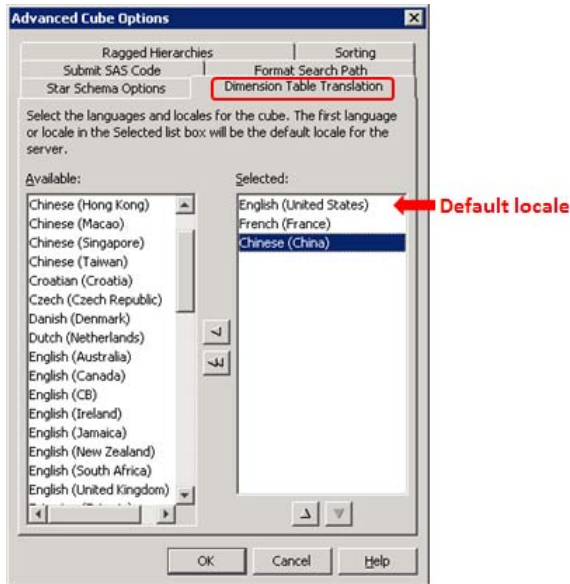 Advanced Cube Options
Ragged Hierarchies
Sorting
Submit SAS Code
Format Search Path
Star Schema Options
Dimension Table Translation
Select the languages and locales for the cube. The first language
or locale in the Selected list box will be the default locale for the
server.
Available:
Selected:
Chinese (Hong Kong)
Chinese (Macao)
Chinese (Singapore)
Chinese (Taiwan)
Croatian (Croatia)
Czech (Czech Republic)
Danish (Denmark)
Dutch (Netherlands)
English (Australia)
English (Canada)
English (CB)
English (Ireland)
English (Jamaica)
English (New Zealand)
English (South Africa)
English (United Kingdom)
English (United States)
French (France)
Chinese (China)
Default locale
OK
Cancel
Help